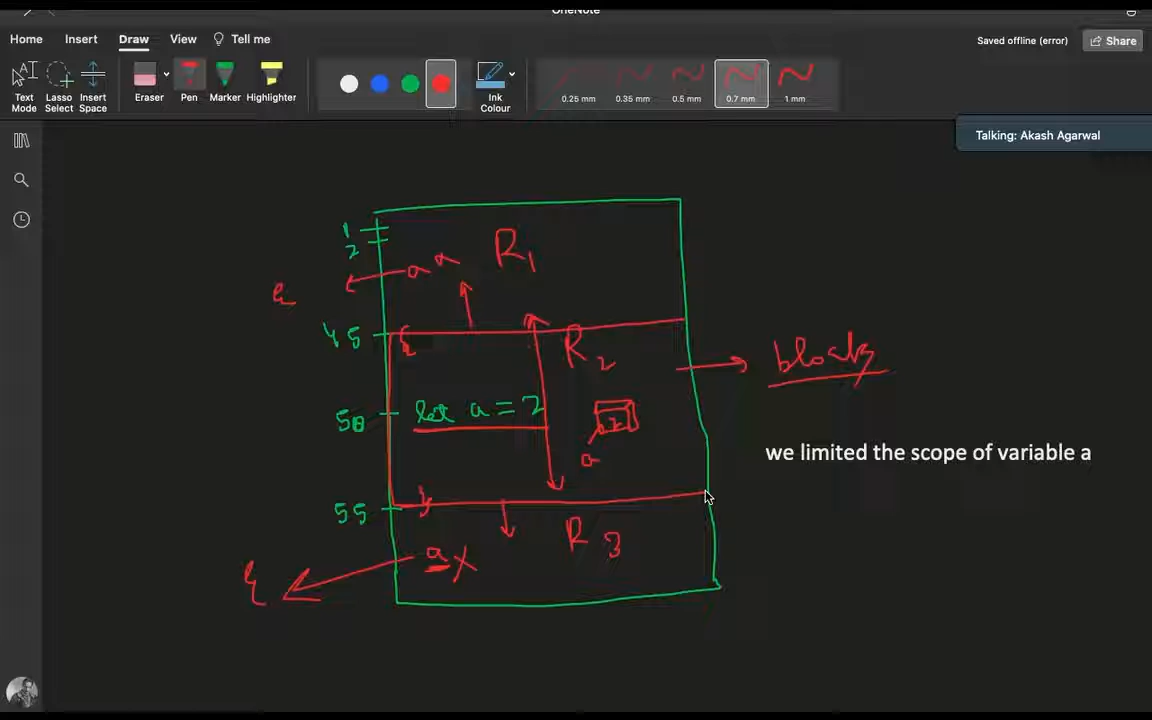 OneNote
Home Insert Draw View Tell me
Saved offline (error) Share
Text Mode
Lasso Select
Insert Space
Eraser
Pen
Marker
Highlighter
Ink Colour
0.25 mm
0.35 mm
0.5 mm
0.7 mm
1 mm
Talking: Akash Agarwal
1
2
a R1
45 { R2
blocks
50 let a = 2
a
we limited the scope of variable a
55 }
R3
a X